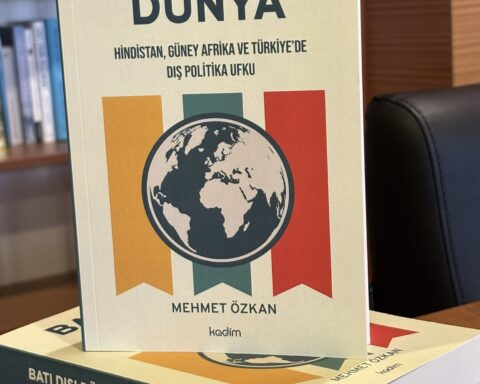 DÜNYA
HİNDİSTAN, GÜNEY AFRİKA VE TÜRKİYE'DE
DIŞ POLİTİKA UFKU
MEHMET ÖZKAN
kadim
BATI DIŞI
MEHMET ÖZKAN